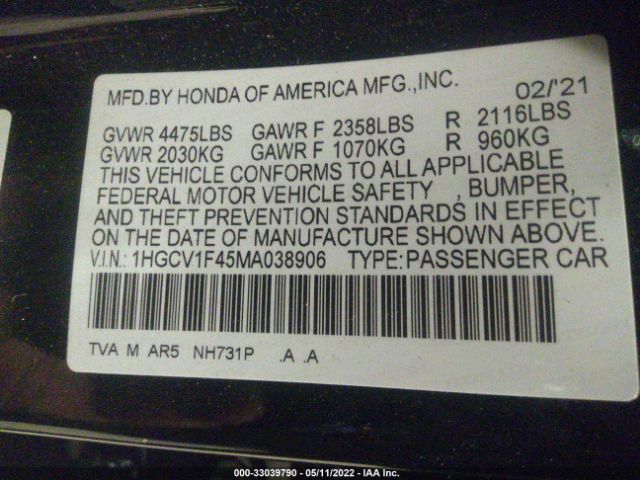 MFD.BY HONDA OF AMERICA MFG.,INC. 02/'21
GVWR 4475LBS GAWR F 2358LBS R 2116LBS
GVWR 2030KG GAWR F 1070KG R 960KG
THIS VEHICLE CONFORMS TO ALL APPLICABLE
FEDERAL MOTOR VEHICLE SAFETY , BUMPER,
AND THEFT PREVENTION STANDARDS IN EFFECT
ON THE DATE OF MANUFACTURE SHOWN ABOVE.
V.I.N.: 1HGCV1F45MA038906 TYPE:PASSENGER CAR
TVA M AR5 NH731P .A .A
000-33039790 - 05/11/2022 - IAA Inc.